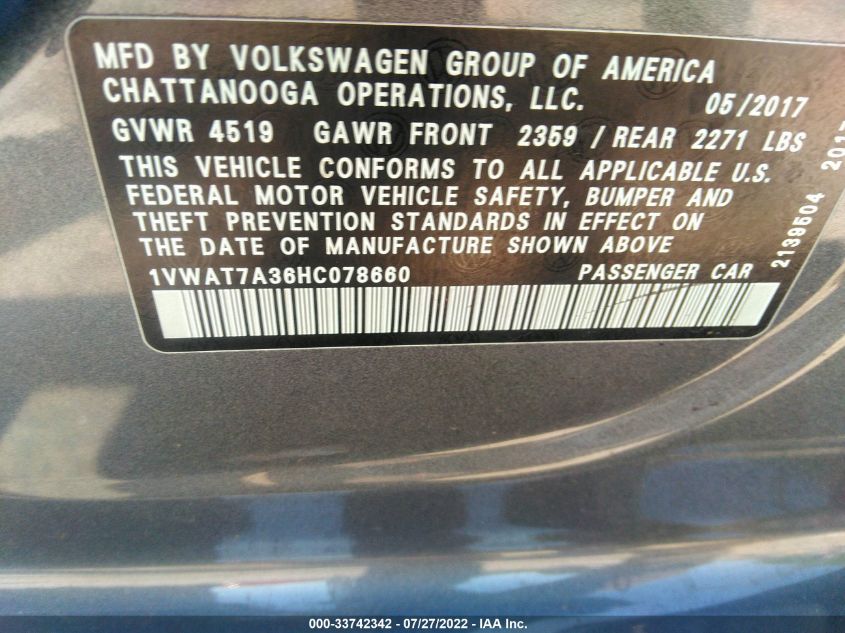 MFD BY VOLKSWAGEN GROUP OF AMERICA
CHATTANOOGA OPERATIONS, LLC. 05/2017
GVWR 4519 GAWR FRONT 2359 / REAR 2271 LBS
THIS VEHICLE CONFORMS TO ALL APPLICABLE U.S.
FEDERAL MOTOR VEHICLE SAFETY, BUMPER AND
THEFT PREVENTION STANDARDS IN EFFECT ON
THE DATE OF MANUFACTURE SHOWN ABOVE
1VWAT7A36HC078660 PASSENGER CAR
2139504
000-33742342 - 07/27/2022 - IAA Inc.